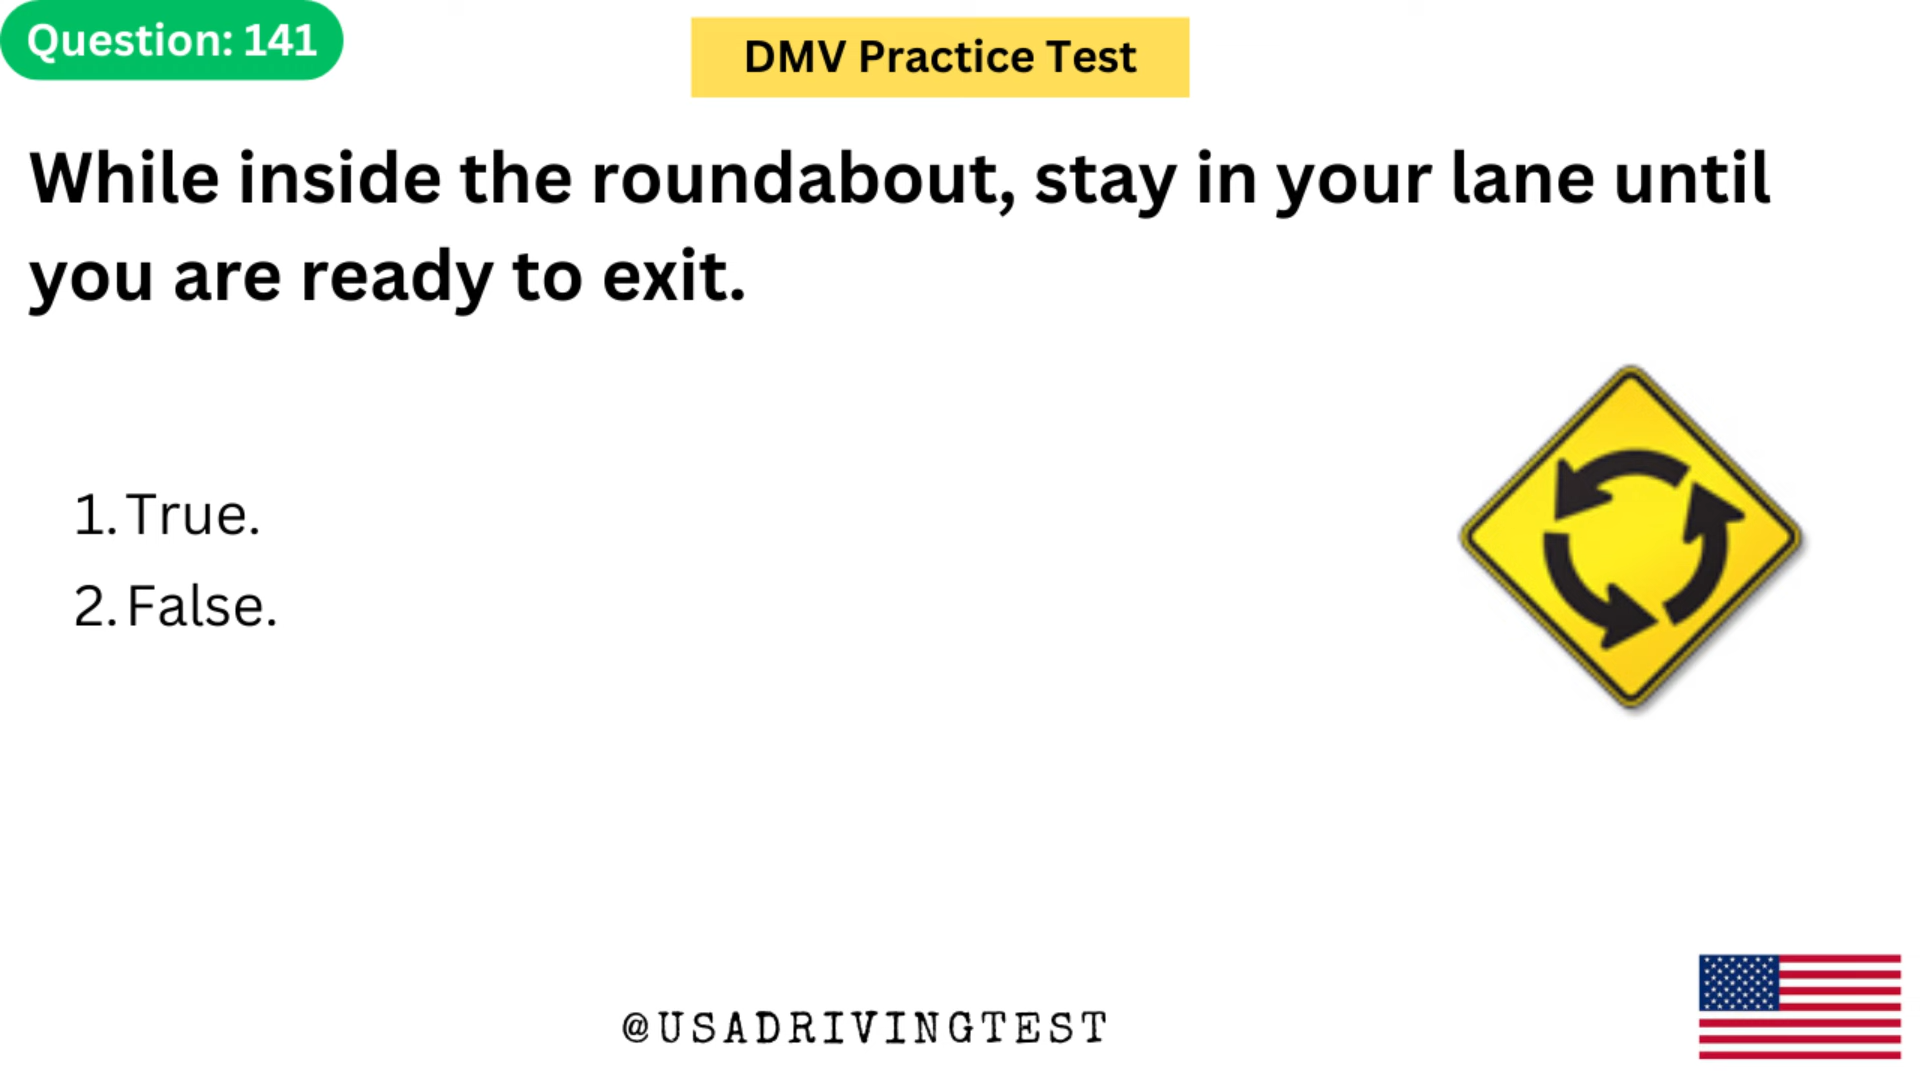 Question: 141
DMV Practice Test
While inside the roundabout, stay in your lane until
you are ready to exit.
1. True.
2. False.
@USADRIVINGTEST